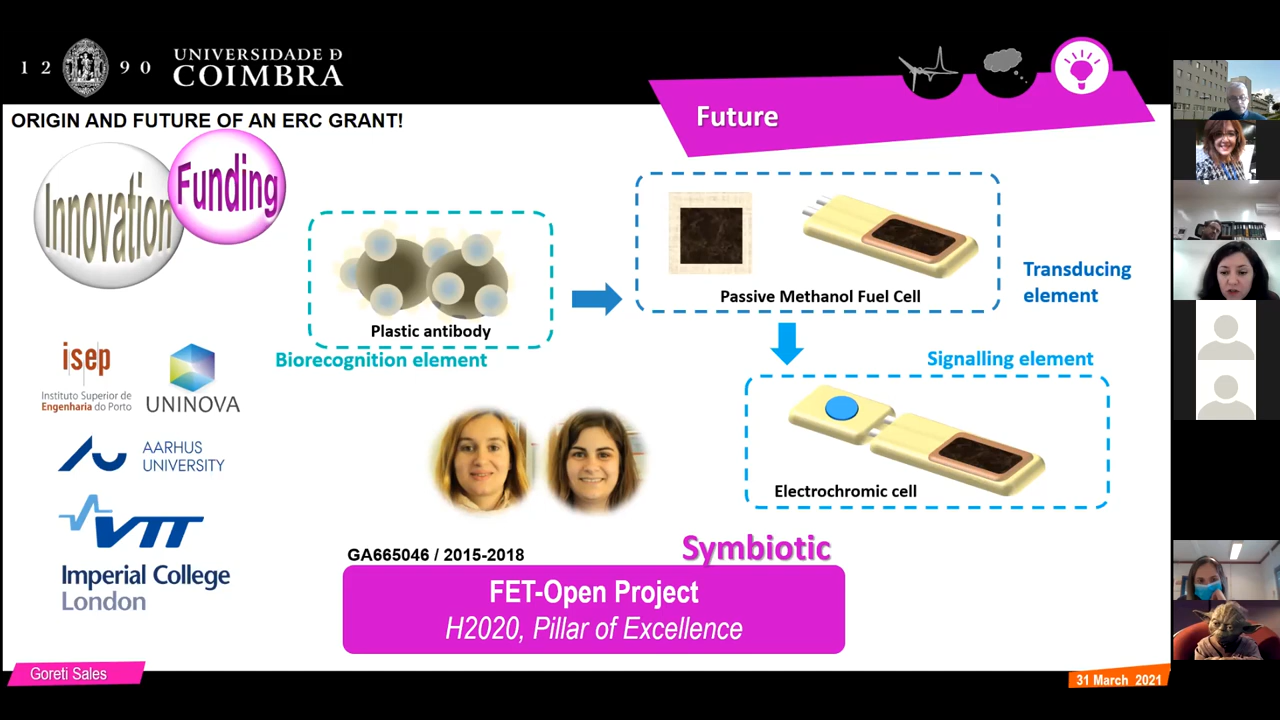 1 2 9 0
UNIVERSIDADE Đ
COIMBRA
ORIGIN AND FUTURE OF AN ERC GRANT!
Future
Innovation
Funding
Plastic antibody
Biorecognition element
Passive Methanol Fuel Cell
Transducing
element
Signalling element
Electrochromic cell
isep
Instituto Superior de
Engenharia do Porto
UNINOVA
AARHUS
UNIVERSITY
VTT
Imperial College
London
GA665046 / 2015-2018
Symbiotic
FET-Open Project
H2020, Pillar of Excellence
Goreti Sales
31 March 2021